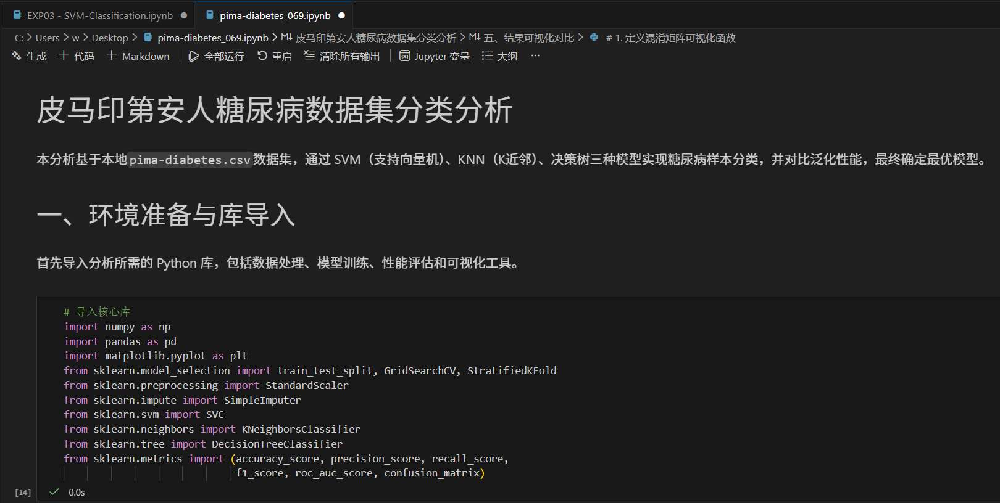 EXP03 - SVM-Classification.ipynb ● pima-diabetes_069.ipynb ●
C: > Users > w > Desktop > pima-diabetes_069.ipynb > M↓ 皮马印第安人糖尿病数据集分类分析 > M↓ 五、结果可视化对比 > # 1. 定义混淆矩阵可视化函数
生成 + 代码 + Markdown | 全部运行 重启 清除所有输出 | Jupyter 变量 大纲 ···
皮马印第安人糖尿病数据集分类分析
本分析基于本地pima-diabetes.csv数据集，通过 SVM（支持向量机）、KNN（K近邻）、决策树三种模型实现糖尿病样本分类，并对比泛化性能，最终确定最优模型。
一、环境准备与库导入
首先导入分析所需的 Python 库，包括数据处理、模型训练、性能评估和可视化工具。
# 导入核心库
import numpy as np
import pandas as pd
import matplotlib.pyplot as plt
from sklearn.model_selection import train_test_split, GridSearchCV, StratifiedKFold
from sklearn.preprocessing import StandardScaler
from sklearn.impute import SimpleImputer
from sklearn.svm import SVC
from sklearn.neighbors import KNeighborsClassifier
from sklearn.tree import DecisionTreeClassifier
from sklearn.metrics import (accuracy_score, precision_score, recall_score,
f1_score, roc_auc_score, confusion_matrix)
[14] ✓ 0.0s